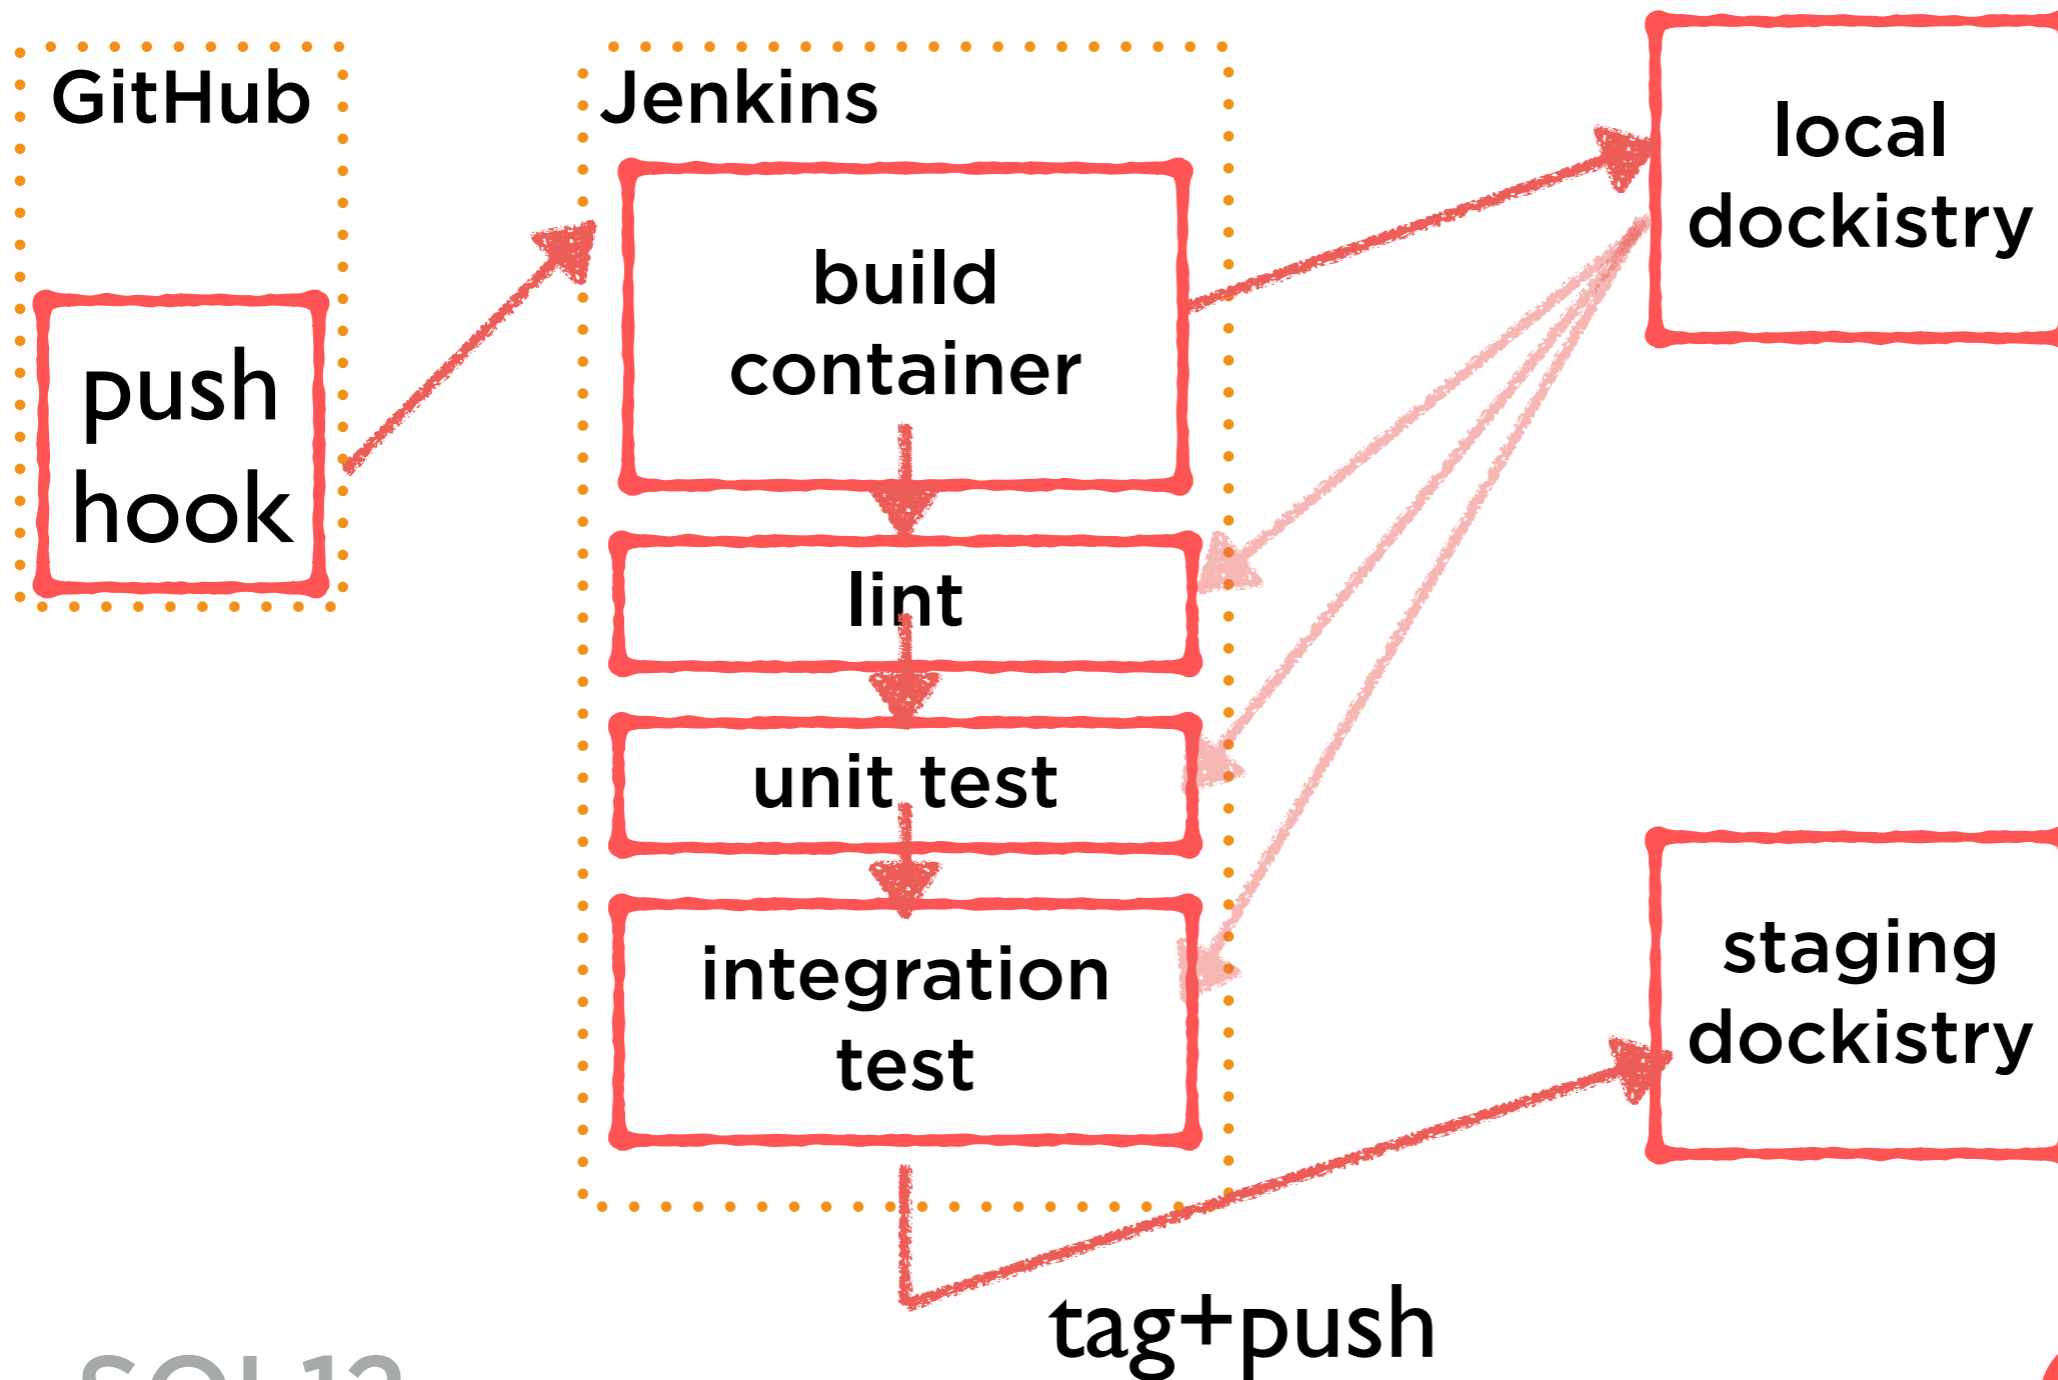 GitHub
push
hook
Jenkins
build
container
lint
unit test
integration
test
local
dockistry
staging
dockistry
tag+push